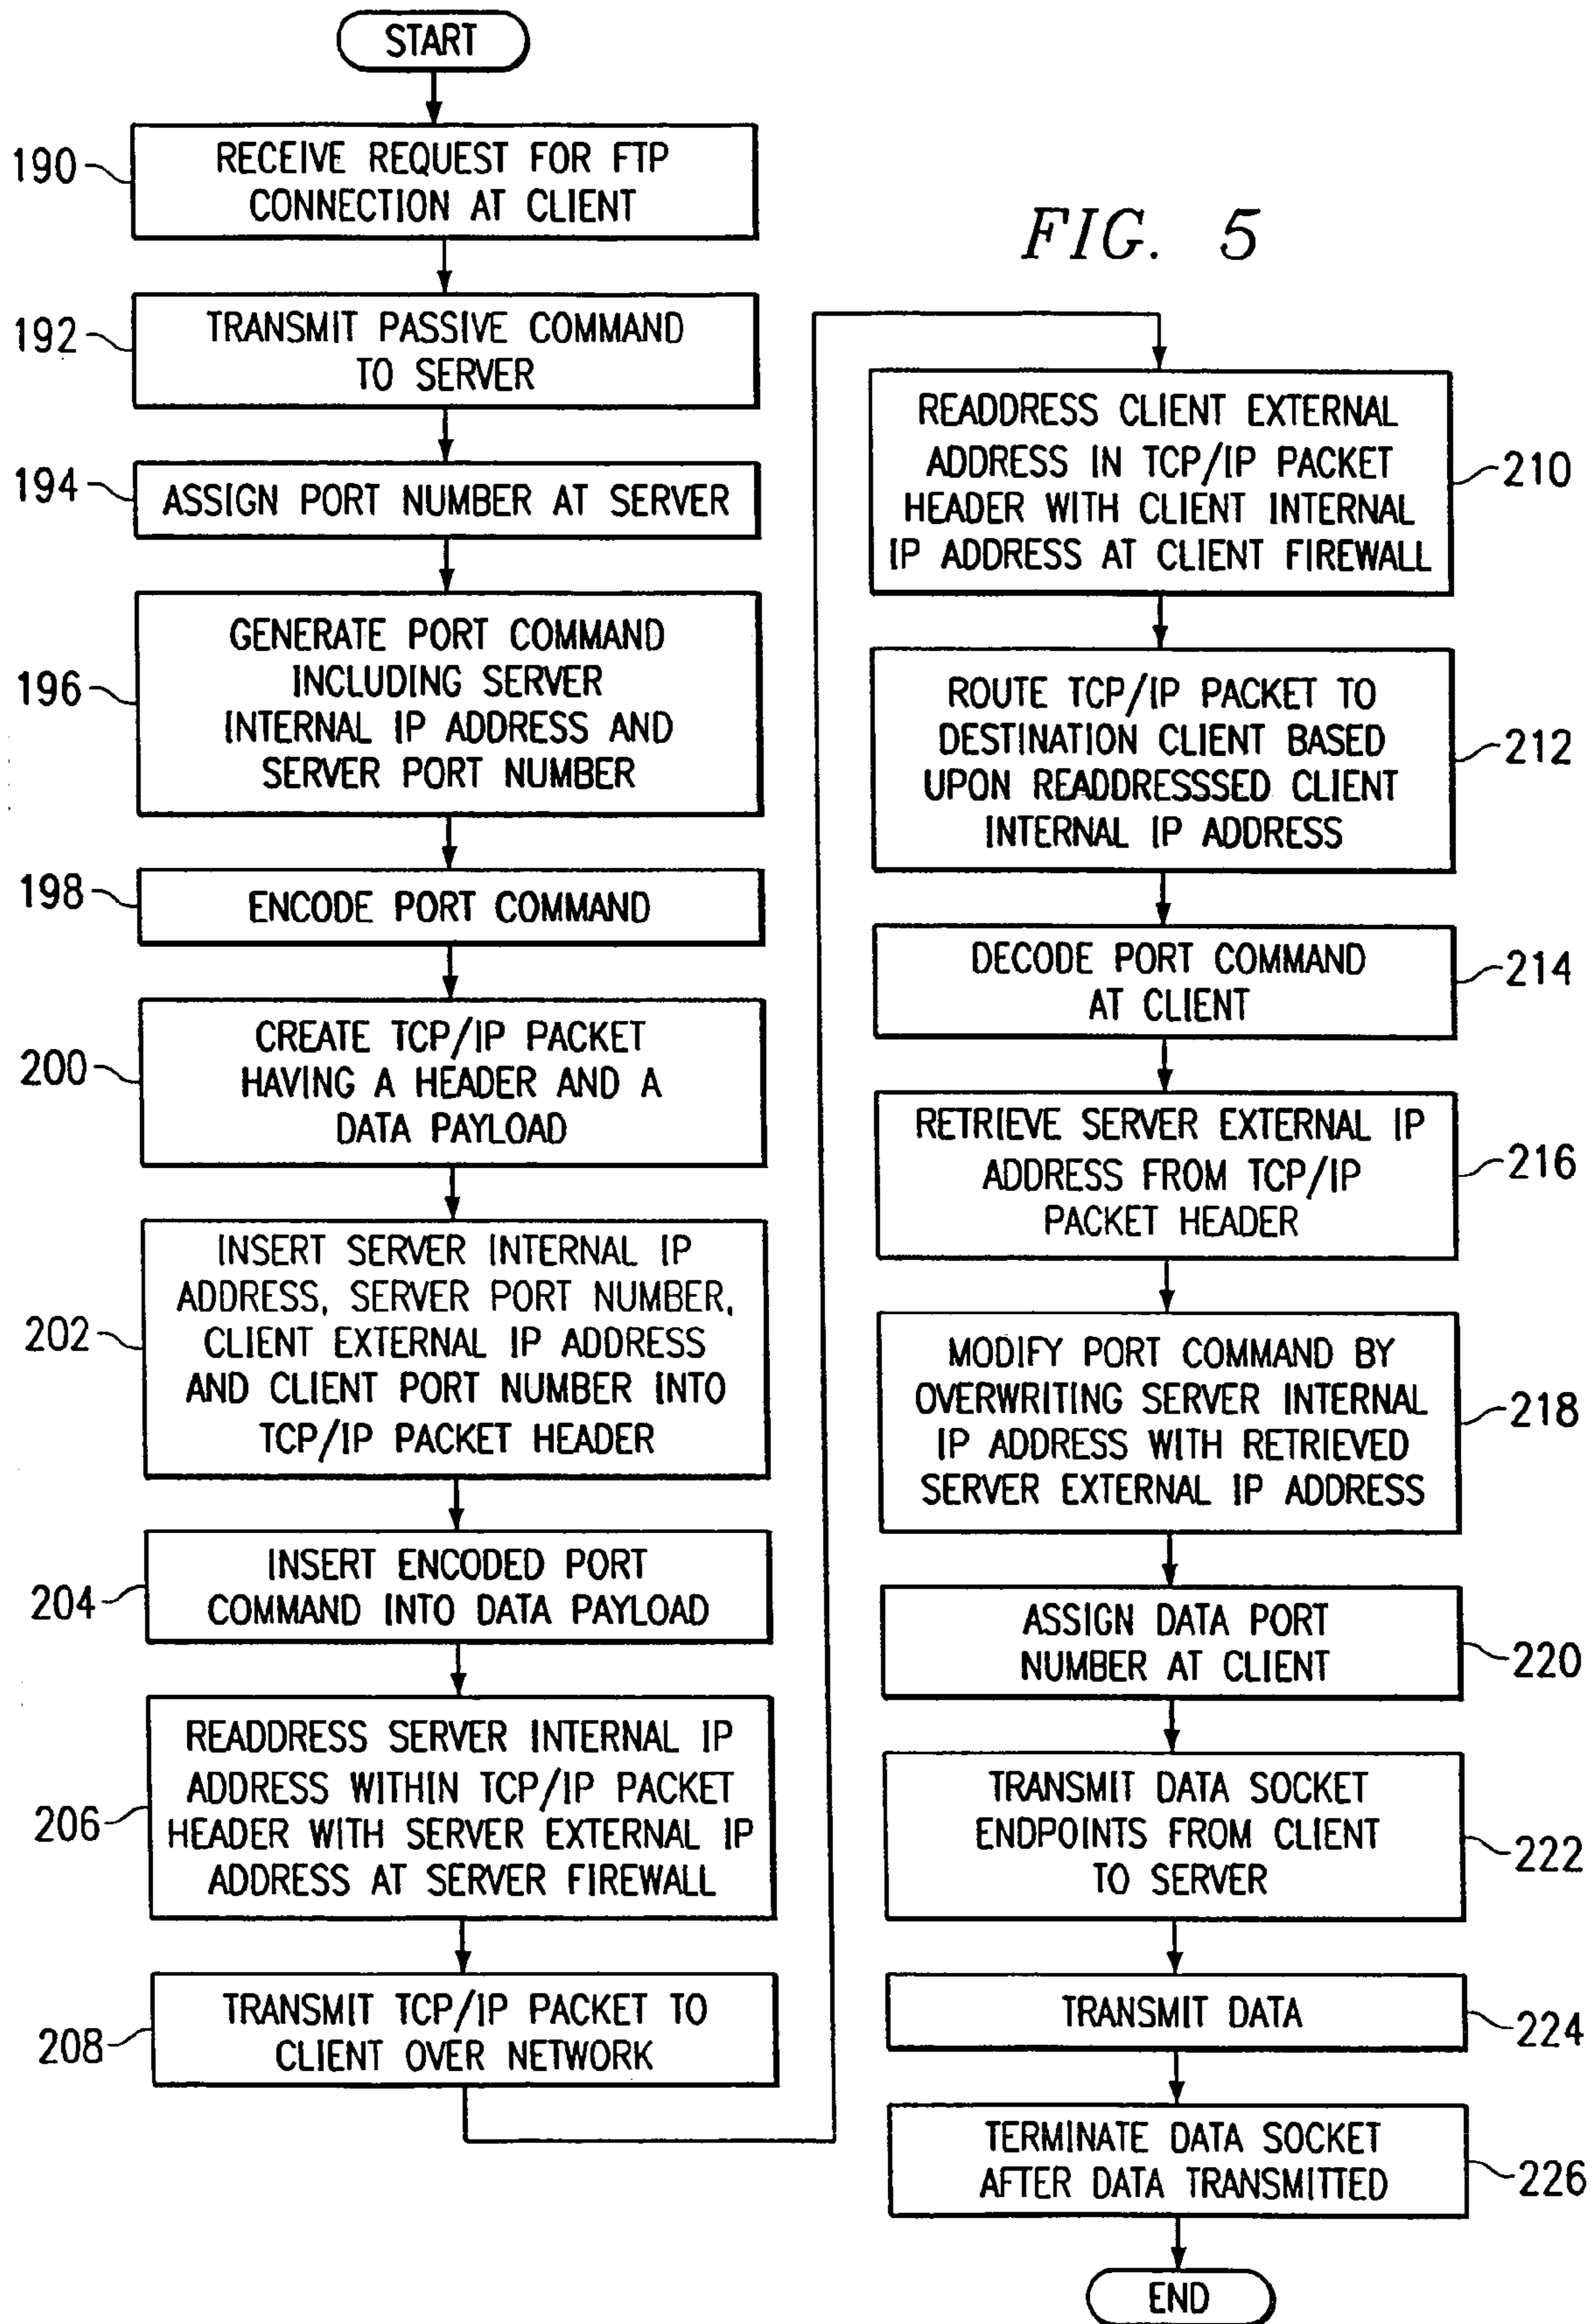 START
190
RECEIVE REQUEST FOR FTP
CONNECTION AT CLIENT
192
TRANSMIT PASSIVE COMMAND
TO SERVER
194
ASSIGN PORT NUMBER AT SERVER
196
GENERATE PORT COMMAND
INCLUDING SERVER
INTERNAL IP ADDRESS AND
SERVER PORT NUMBER
198
ENCODE PORT COMMAND
200
CREATE TCP/IP PACKET
HAVING A HEADER AND A
DATA PAYLOAD
202
INSERT SERVER INTERNAL IP
ADDRESS, SERVER PORT NUMBER,
CLIENT EXTERNAL IP ADDRESS
AND CLIENT PORT NUMBER INTO
TCP/IP PACKET HEADER
204
INSERT ENCODED PORT
COMMAND INTO DATA PAYLOAD
206
READDRESS SERVER INTERNAL IP
ADDRESS WITHIN TCP/IP PACKET
HEADER WITH SERVER EXTERNAL IP
ADDRESS AT SERVER FIREWALL
208
TRANSMIT TCP/IP PACKET TO
CLIENT OVER NETWORK
FIG. 5
READDRESS CLIENT EXTERNAL
ADDRESS IN TCP/IP PACKET
HEADER WITH CLIENT INTERNAL
IP ADDRESS AT CLIENT FIREWALL
210
ROUTE TCP/IP PACKET TO
DESTINATION CLIENT BASED
UPON READDRESSSED CLIENT
INTERNAL IP ADDRESS
212
DECODE PORT COMMAND
AT CLIENT
214
RETRIEVE SERVER EXTERNAL IP
ADDRESS FROM TCP/IP
PACKET HEADER
216
MODIFY PORT COMMAND BY
OVERWRITING SERVER INTERNAL
IP ADDRESS WITH RETRIEVED
SERVER EXTERNAL IP ADDRESS
218
ASSIGN DATA PORT
NUMBER AT CLIENT
220
TRANSMIT DATA SOCKET
ENDPOINTS FROM CLIENT
TO SERVER
222
TRANSMIT DATA
224
TERMINATE DATA SOCKET
AFTER DATA TRANSMITTED
226
END